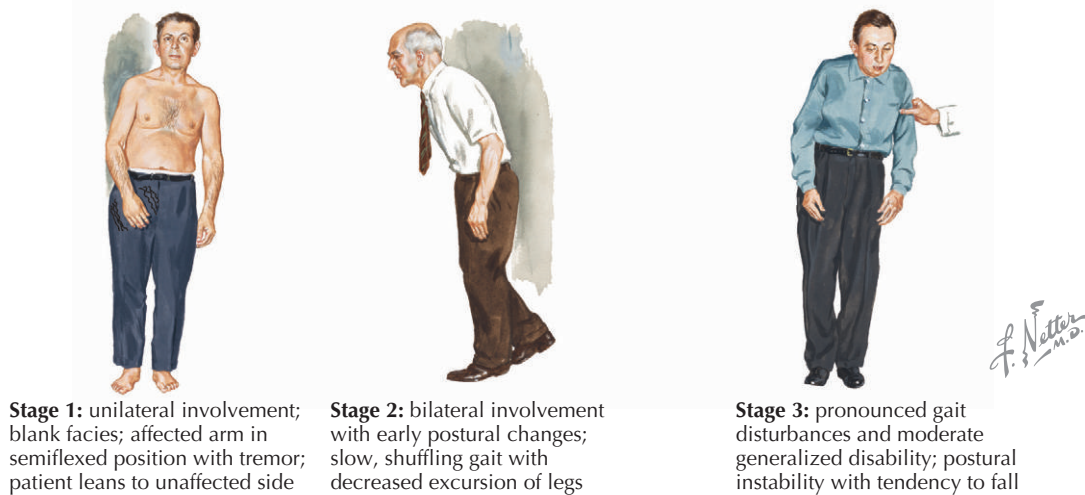 F. Netter
M.D.
Stage 1: unilateral involvement;
blank facies; affected arm in
semiflexed position with tremor;
patient leans to unaffected side
Stage 2: bilateral involvement
with early postural changes;
slow, shuffling gait with
decreased excursion of legs
Stage 3: pronounced gait
disturbances and moderate
generalized disability; postural
instability with tendency to fall